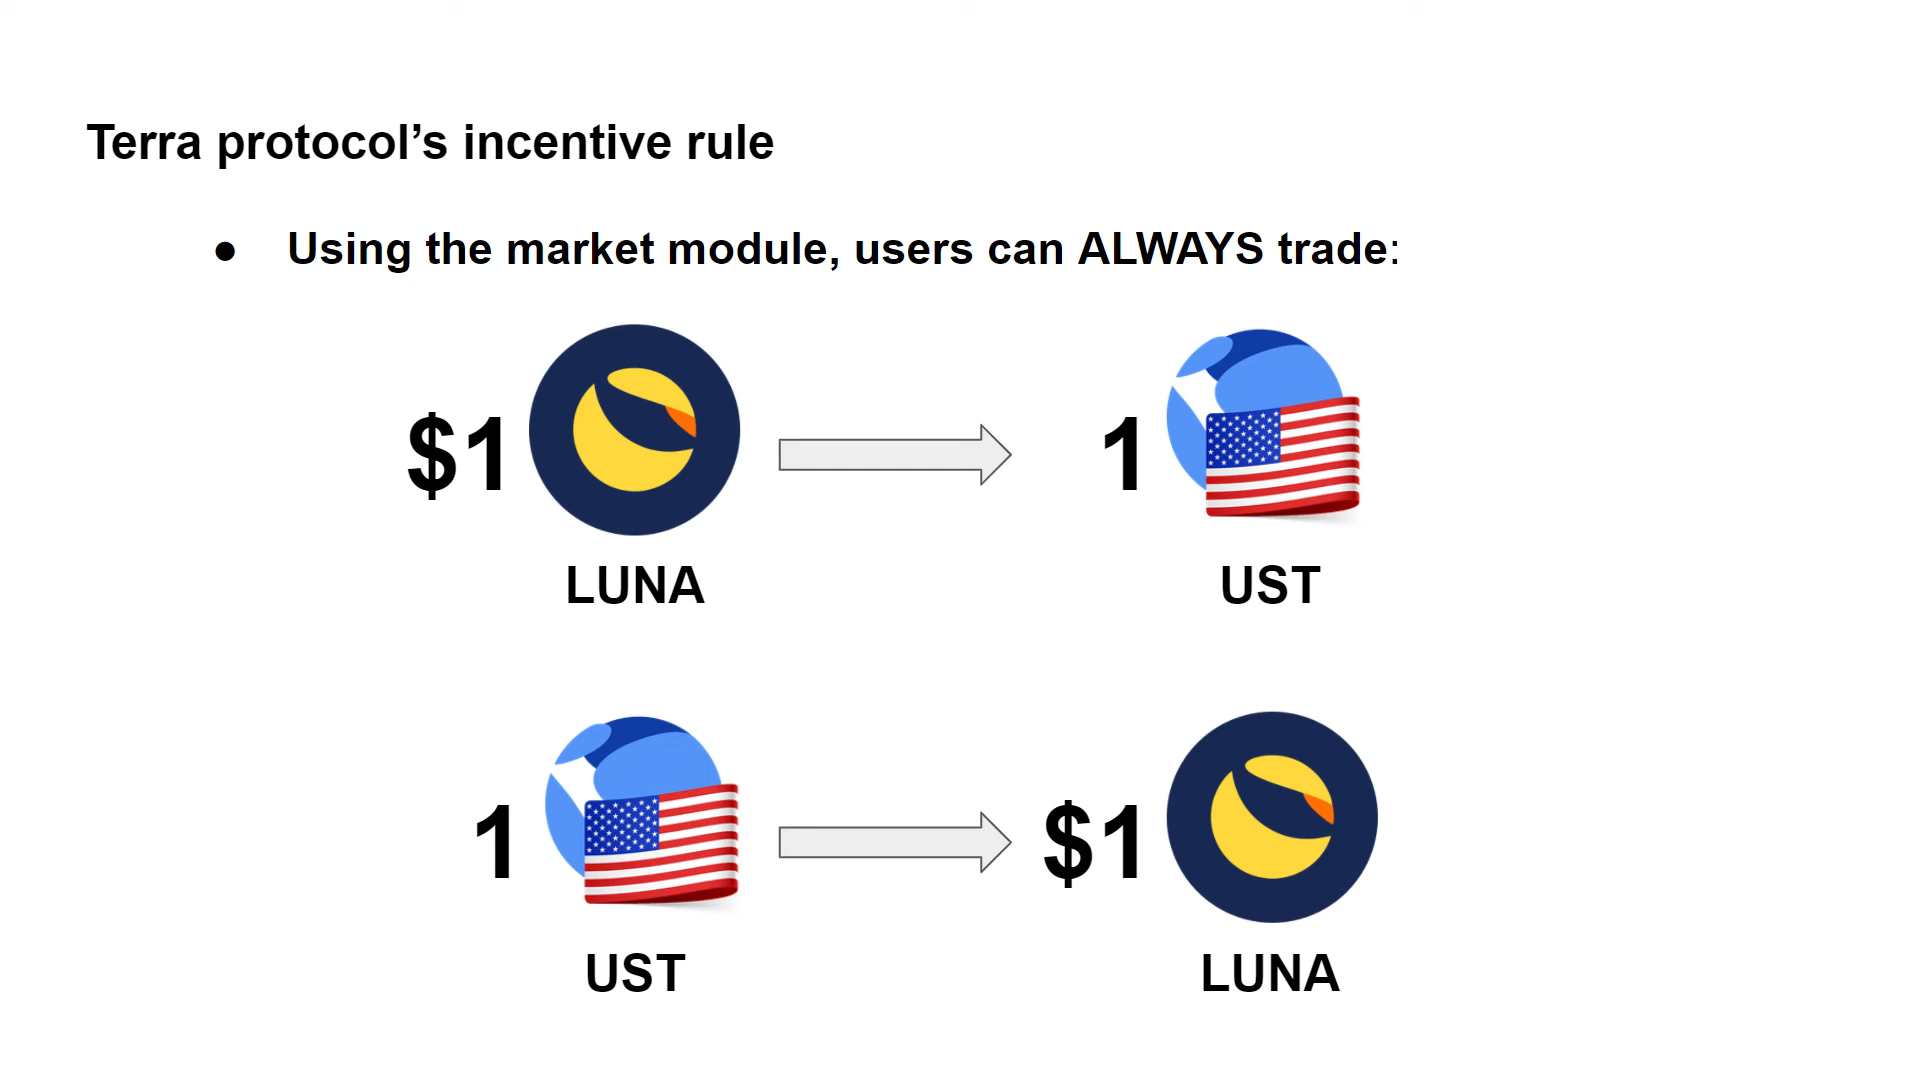 Terra protocol’s incentive rule
● Using the market module, users can ALWAYS trade:
$1 1
LUNA UST
1 $1
UST LUNA